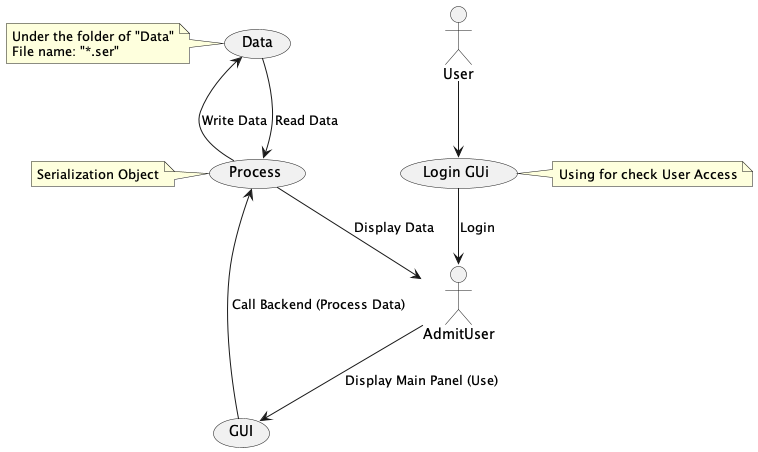 Under the folder of "Data"
File name: "*.ser"
Data
User
Write Data
Read Data
Serialization Object
Process
Login GUi
Using for check User Access
Display Data
Login
Call Backend (Process Data)
AdmitUser
Display Main Panel (Use)
GUI